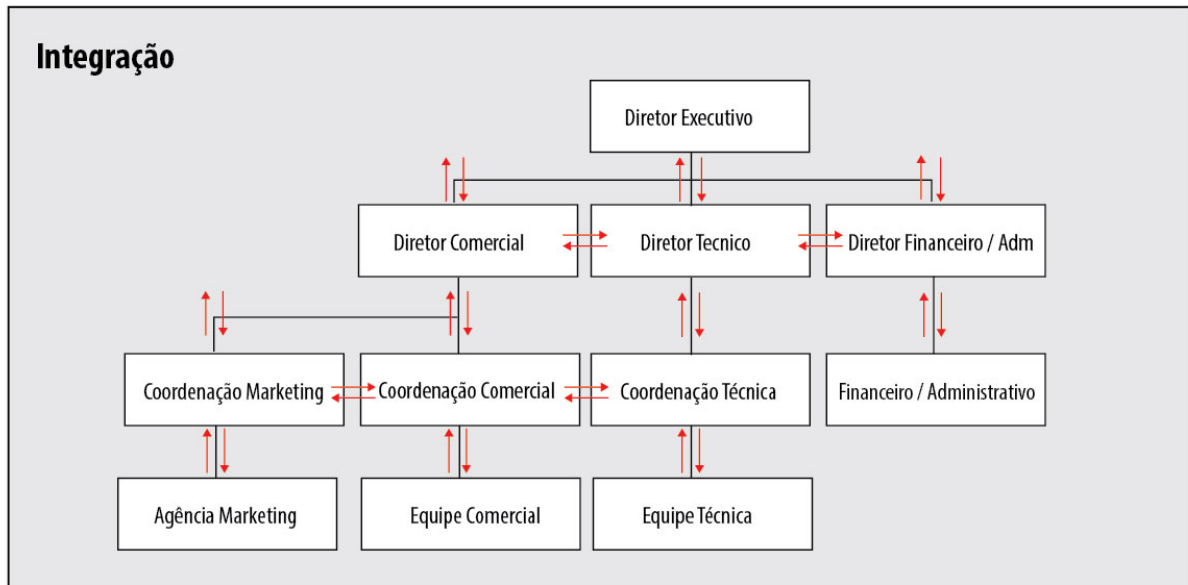 Integração
Diretor Executivo
Diretor Comercial
Diretor Tecnico
Diretor Financeiro / Adm
Coordenação Marketing
Coordenação Comercial
Coordenação Técnica
Financeiro / Administrativo
Agência Marketing
Equipe Comercial
Equipe Técnica